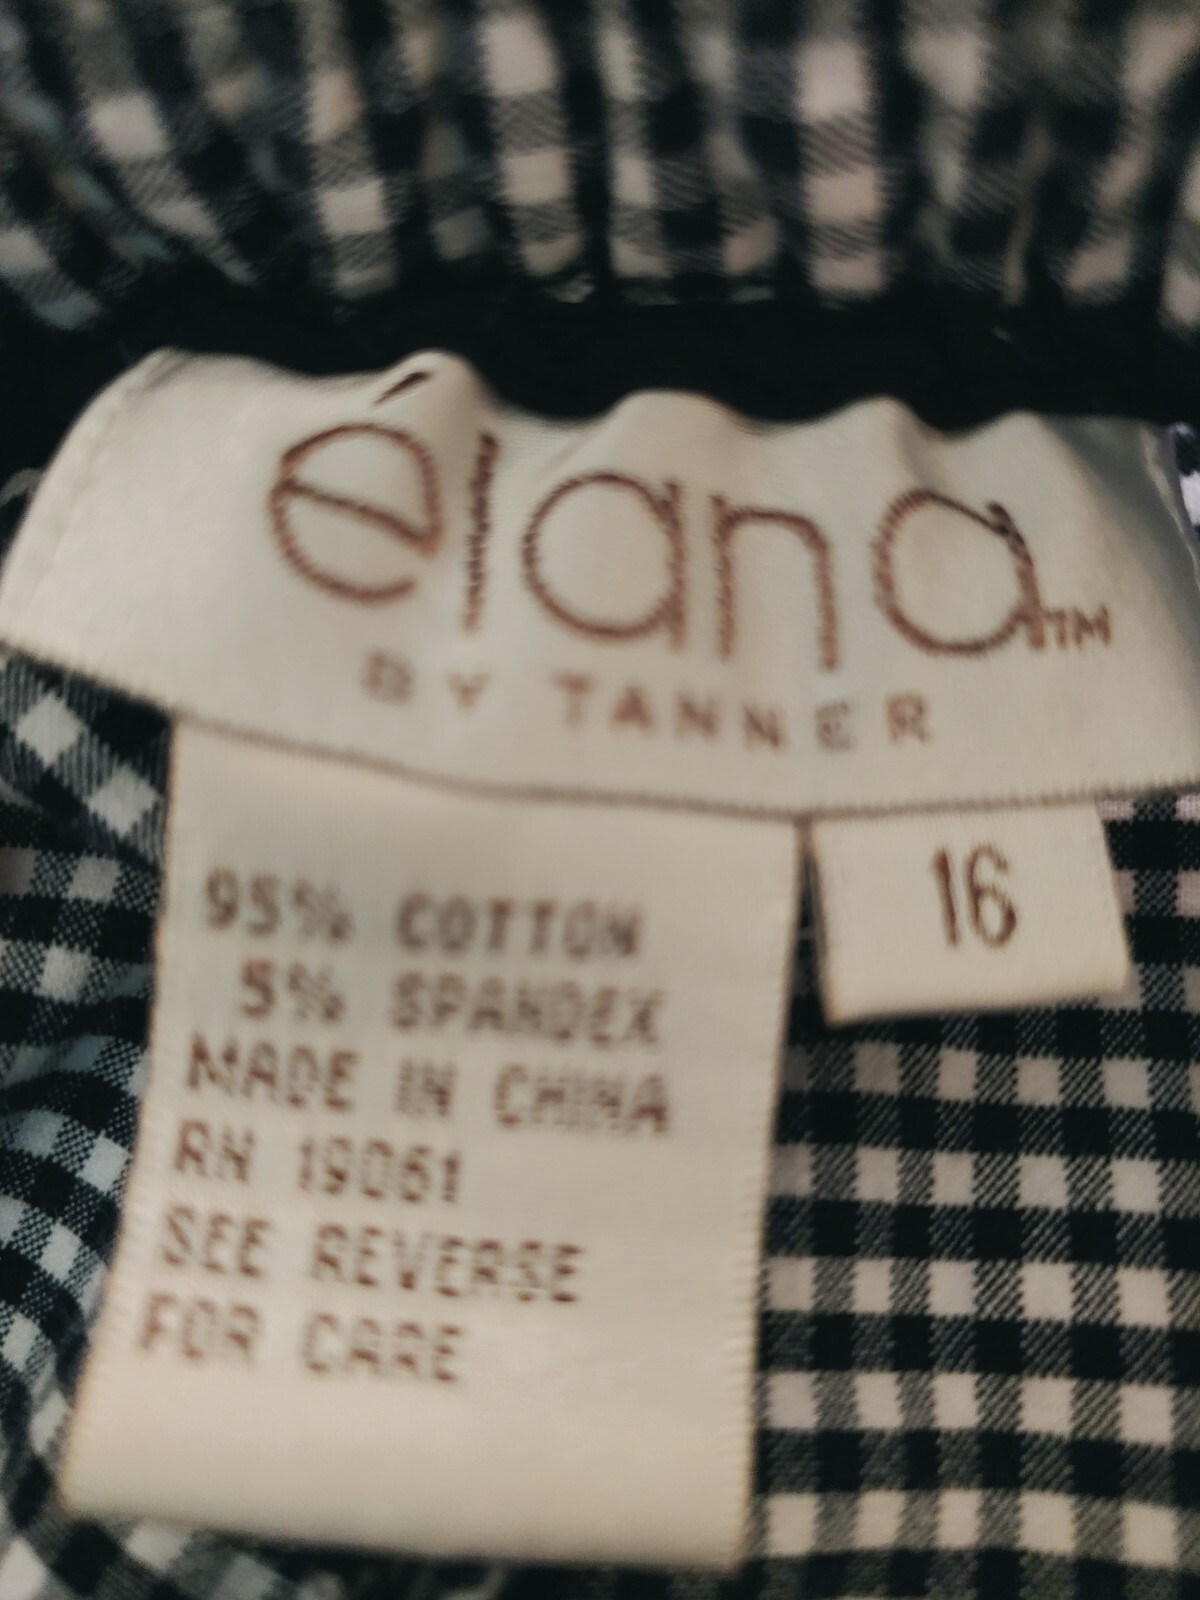 élana™
BY TANNER
16
95% COTTON
5% SPANDEX
MADE IN CHINA
RN 19061
SEE REVERSE
FOR CARE